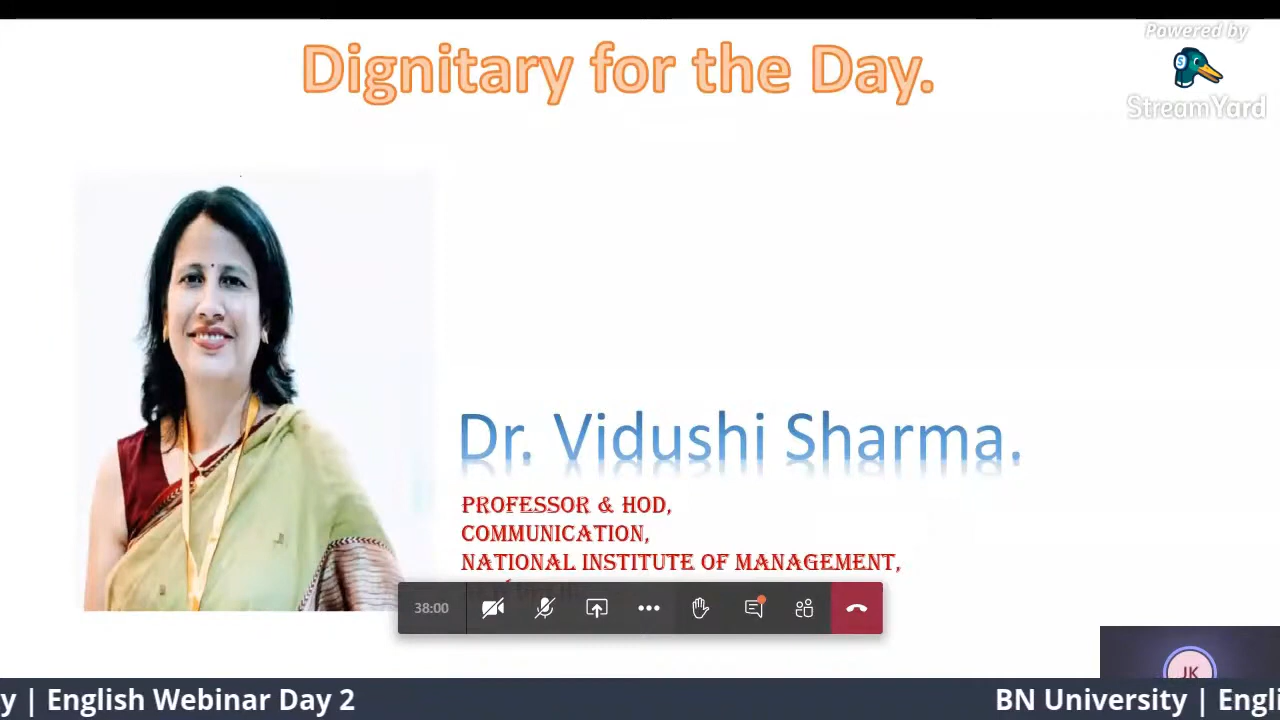 Powered by
StreamYard
Dignitary for the Day.
Dr. Vidushi Sharma.
PROFESSOR & HOD,
COMMUNICATION,
NATIONAL INSTITUTE OF MANAGEMENT,
38:00
JK
y | English Webinar Day 2
BN University | Engli